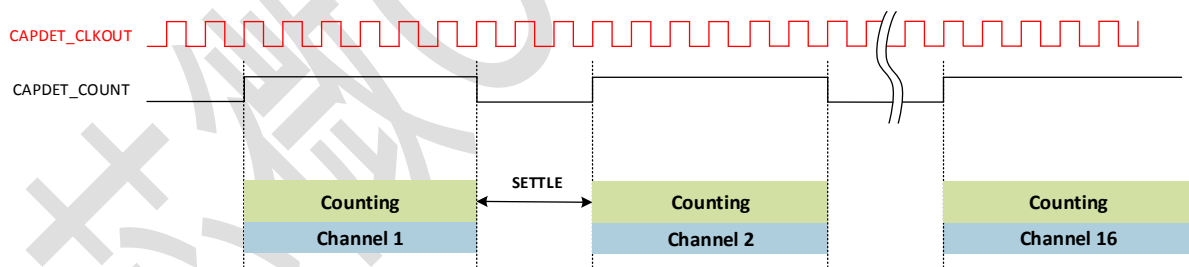 CAPDET_CLKOUT
CAPDET_COUNT
SETTLE
Counting
Counting
Counting
Channel 1
Channel 2
Channel 16